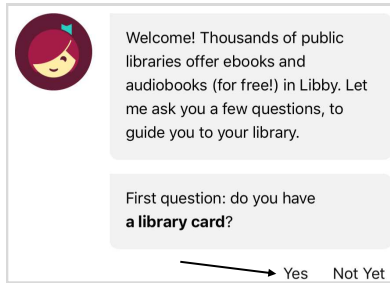 Welcome! Thousands of public
libraries offer ebooks and
audiobooks (for free!) in Libby. Let
me ask you a few questions, to
guide you to your library.
First question: do you have
a library card?
Yes Not Yet